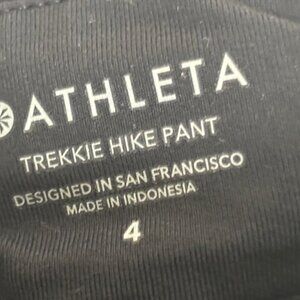 ATHLETA
TREKKIE HIKE PANT
DESIGNED IN SAN FRANCISCO
MADE IN INDONESIA
4